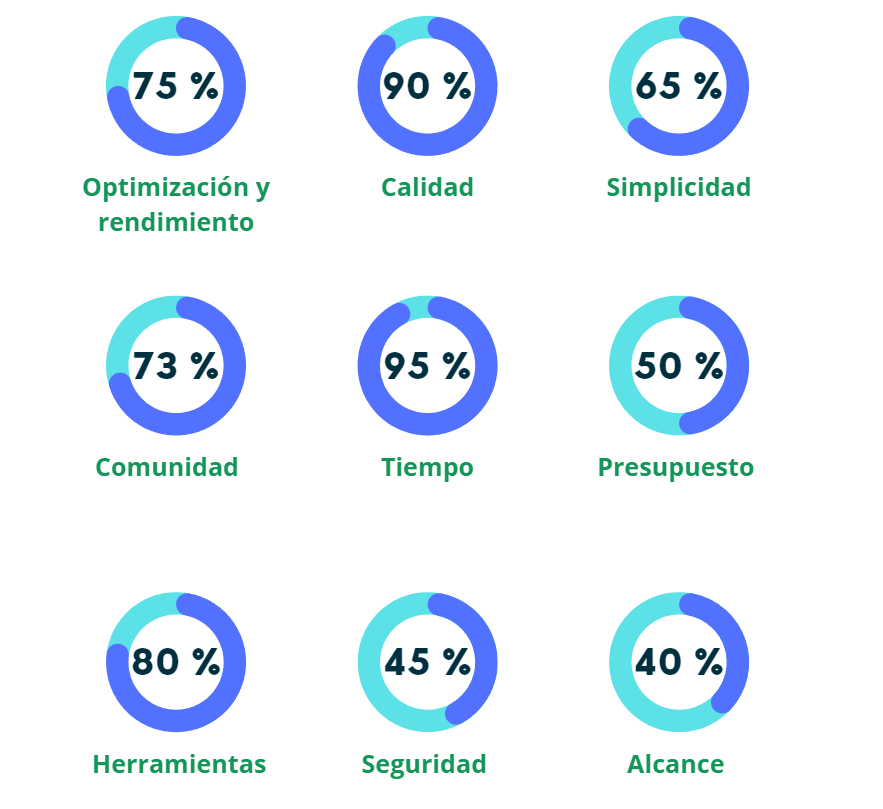 75 %
90 %
65 %
Optimización y
rendimiento
Calidad
Simplicidad
73 %
95 %
50 %
Comunidad
Tiempo
Presupuesto
80 %
45 %
40 %
Herramientas
Seguridad
Alcance